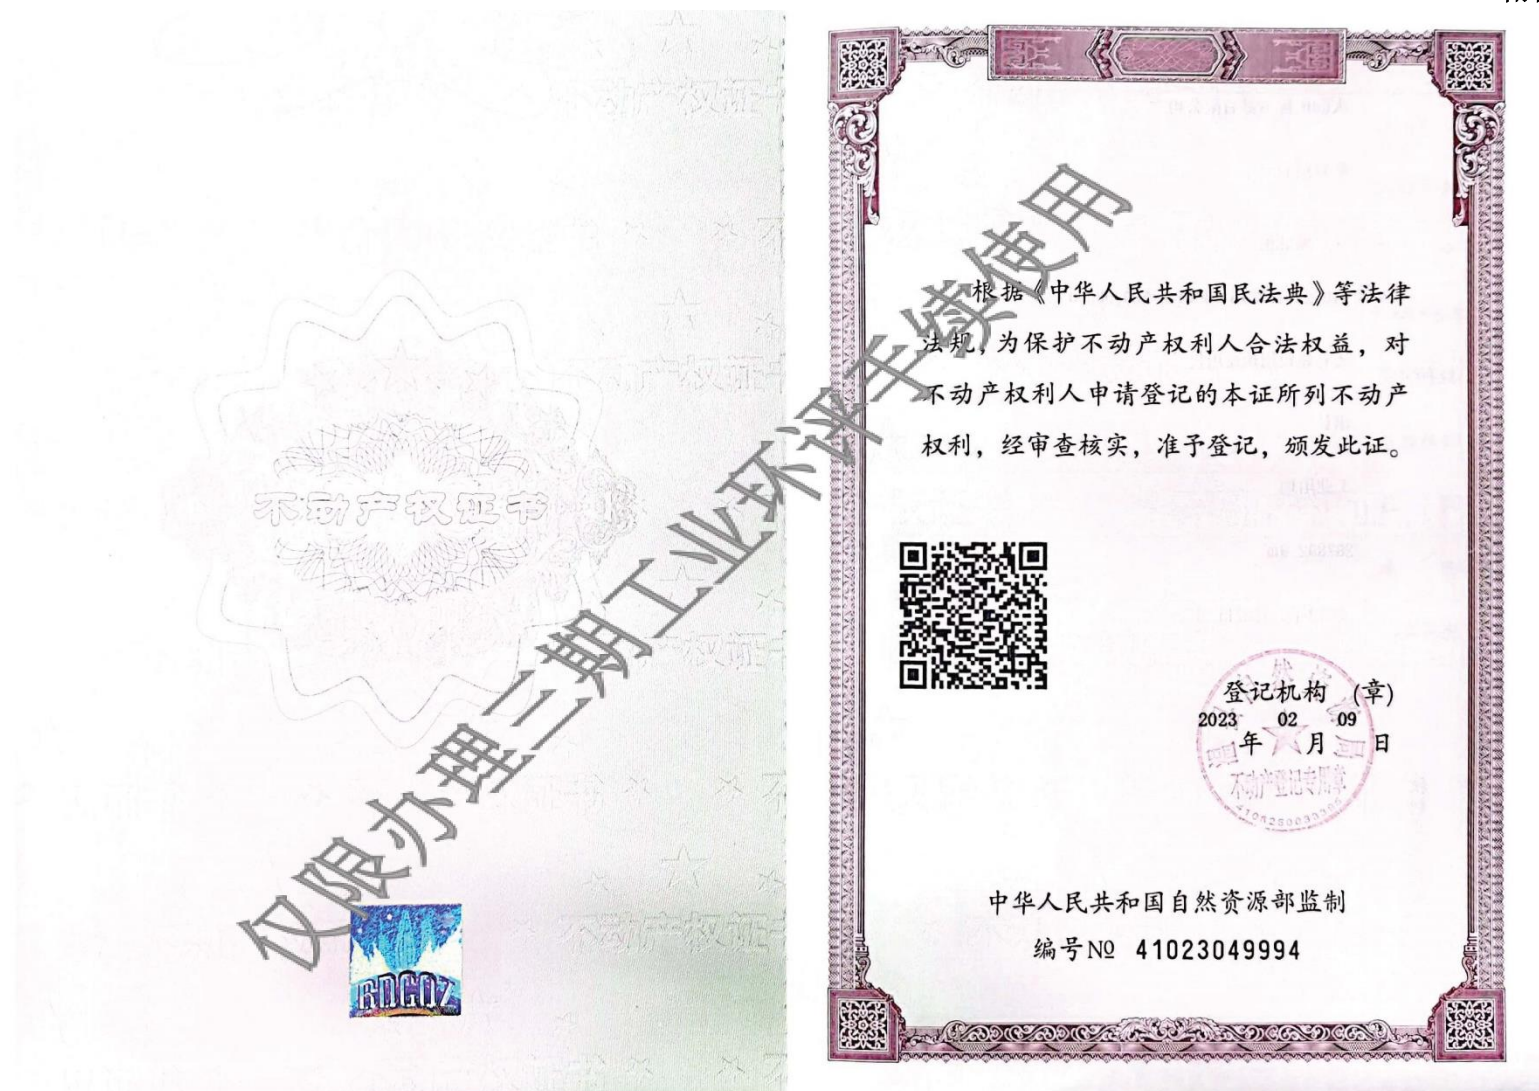 不动产权证书
仅限办理三期工业环评手续使用
BDCQZ
根据《中华人民共和国民法典》等法律
法规,为保护不动产权利人合法权益,对
不动产权利人申请登记的本证所列不动产
权利,经审查核实,准予登记,颁发此证。
登记机构 (章)
2023 02 09
年 月 日
不动产登记专用章
中华人民共和国自然资源部监制
编号№ 41023049994